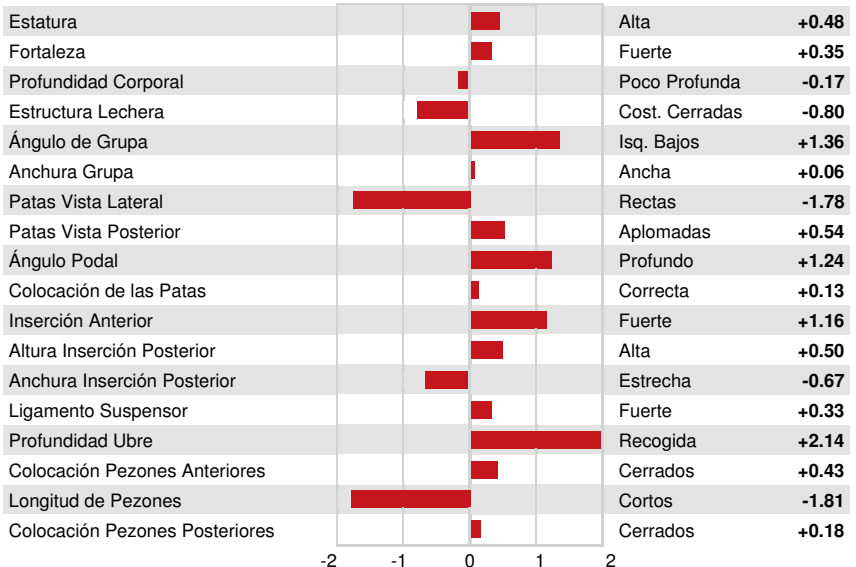 Estatura Alta +0.48
Fortaleza Fuerte +0.35
Profundidad Corporal Poco Profunda -0.17
Estructura Lechera Cost. Cerradas -0.80
Ángulo de Grupa Isq. Bajos +1.36
Anchura Grupa Ancha +0.06
Patas Vista Lateral Rectas -1.78
Patas Vista Posterior Aplomadas +0.54
Ángulo Podal Profundo +1.24
Colocación de las Patas Correcta +0.13
Inserción Anterior Fuerte +1.16
Altura Inserción Posterior Alta +0.50
Anchura Inserción Posterior Estrecha -0.67
Ligamento Suspensor Fuerte +0.33
Profundidad Ubre Recogida +2.14
Colocación Pezones Anteriores Cerrados +0.43
Longitud de Pezones Cortos -1.81
Colocación Pezones Posteriores Cerrados +0.18
-2 -1 0 1 2